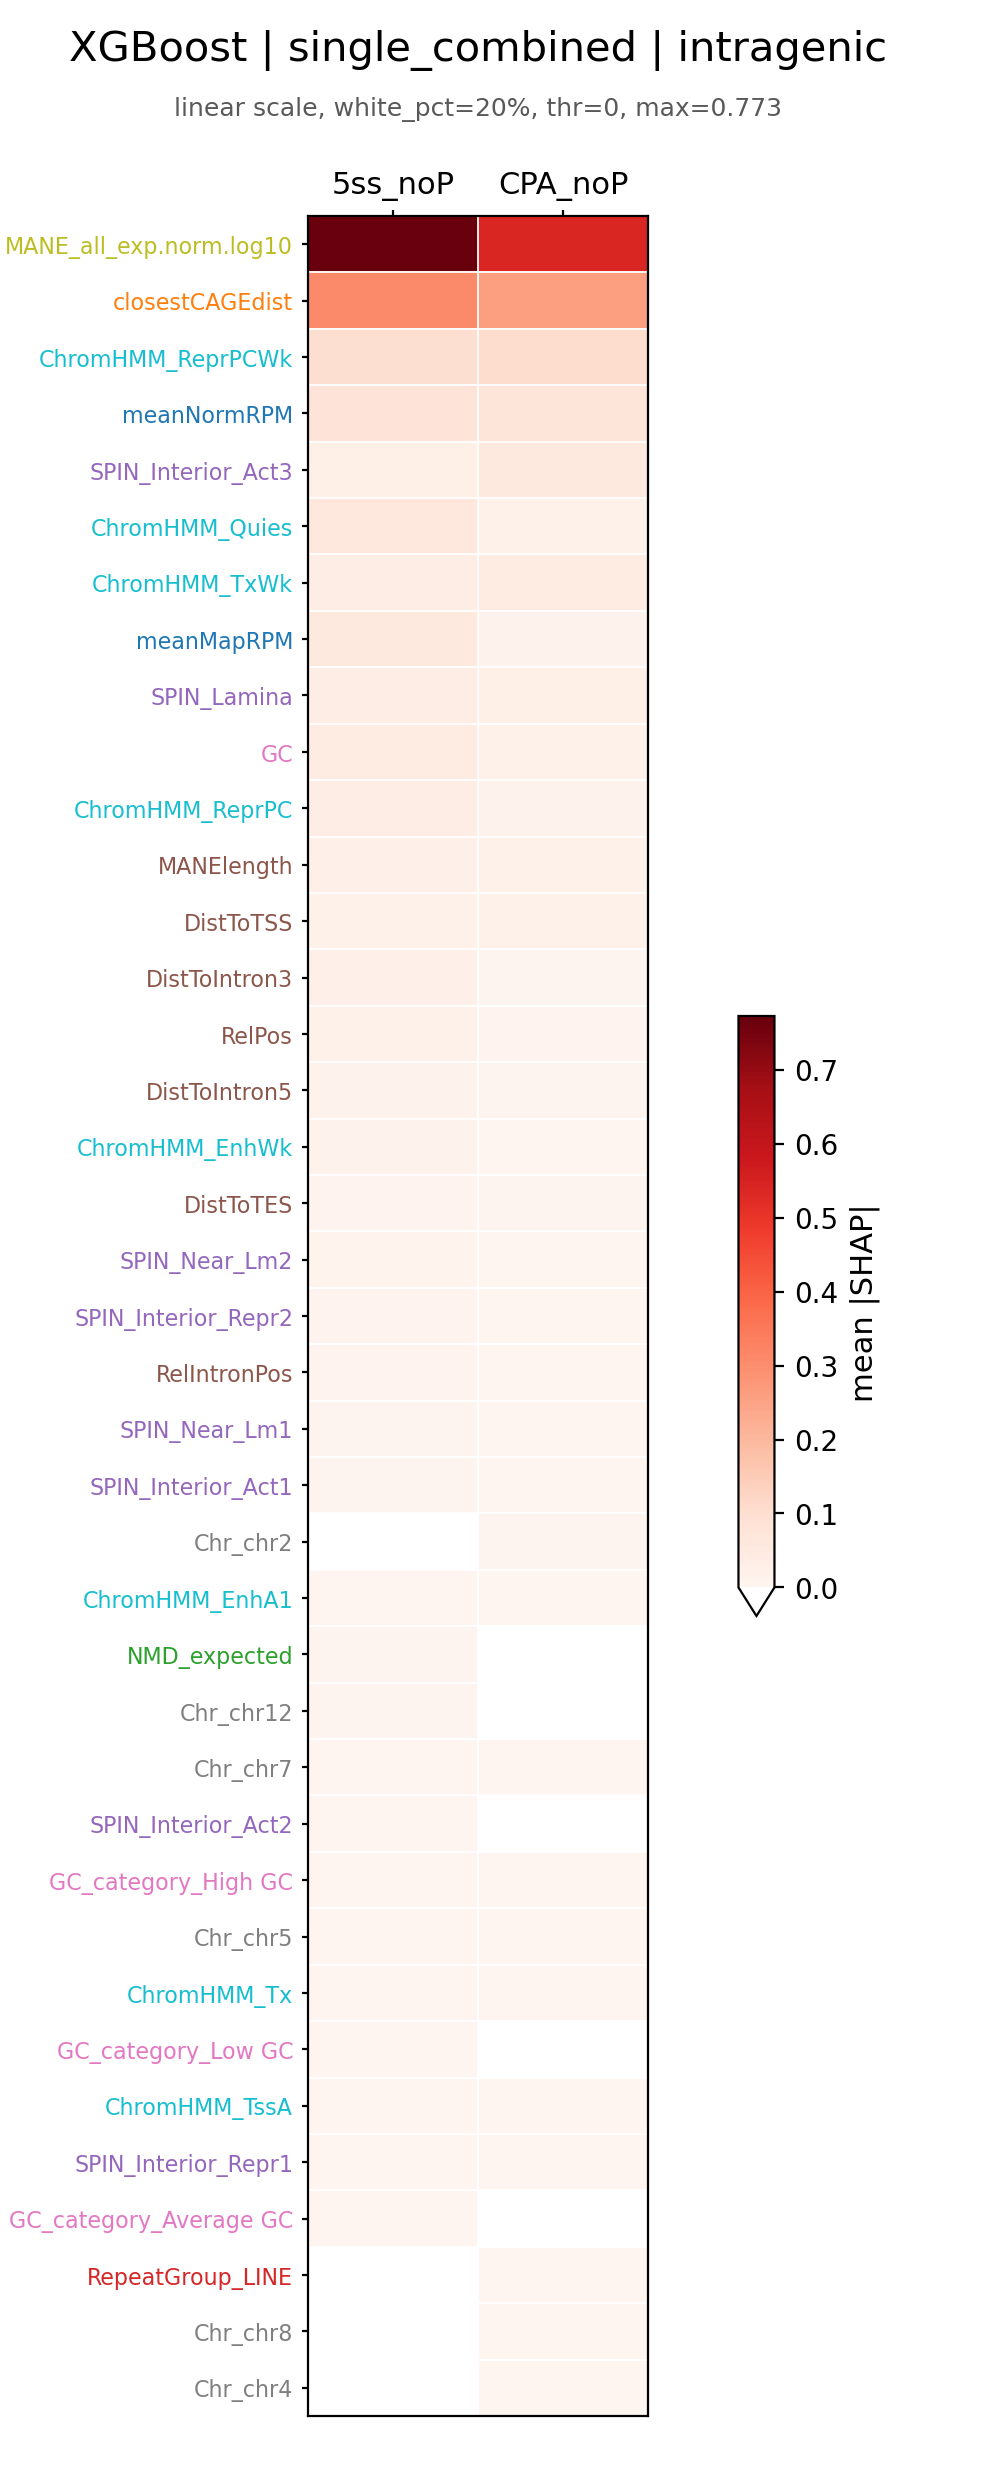 XGBoost | single_combined | intragenic
linear scale, white_pct=20%, thr=0, max=0.773
5ss_noP CPA_noP
MANE_all_exp.norm.log10
closestCAGEdist
ChromHMM_ReprPCWk
meanNormRPM
SPIN_Interior_Act3
ChromHMM_Quies
ChromHMM_TxWk
meanMapRPM
SPIN_Lamina
GC
ChromHMM_ReprPC
MANElength
DistToTSS
DistToIntron3
RelPos
DistToIntron5
ChromHMM_EnhWk
DistToTES
SPIN_Near_Lm2
SPIN_Interior_Repr2
RelIntronPos
SPIN_Near_Lm1
SPIN_Interior_Act1
Chr_chr2
ChromHMM_EnhA1
NMD_expected
Chr_chr12
Chr_chr7
SPIN_Interior_Act2
GC_category_High GC
Chr_chr5
ChromHMM_Tx
GC_category_Low GC
ChromHMM_TssA
SPIN_Interior_Repr1
GC_category_Average GC
RepeatGroup_LINE
Chr_chr8
Chr_chr4
0.7
0.6
0.5
0.4
0.3
0.2
0.1
0.0
mean |SHAP|